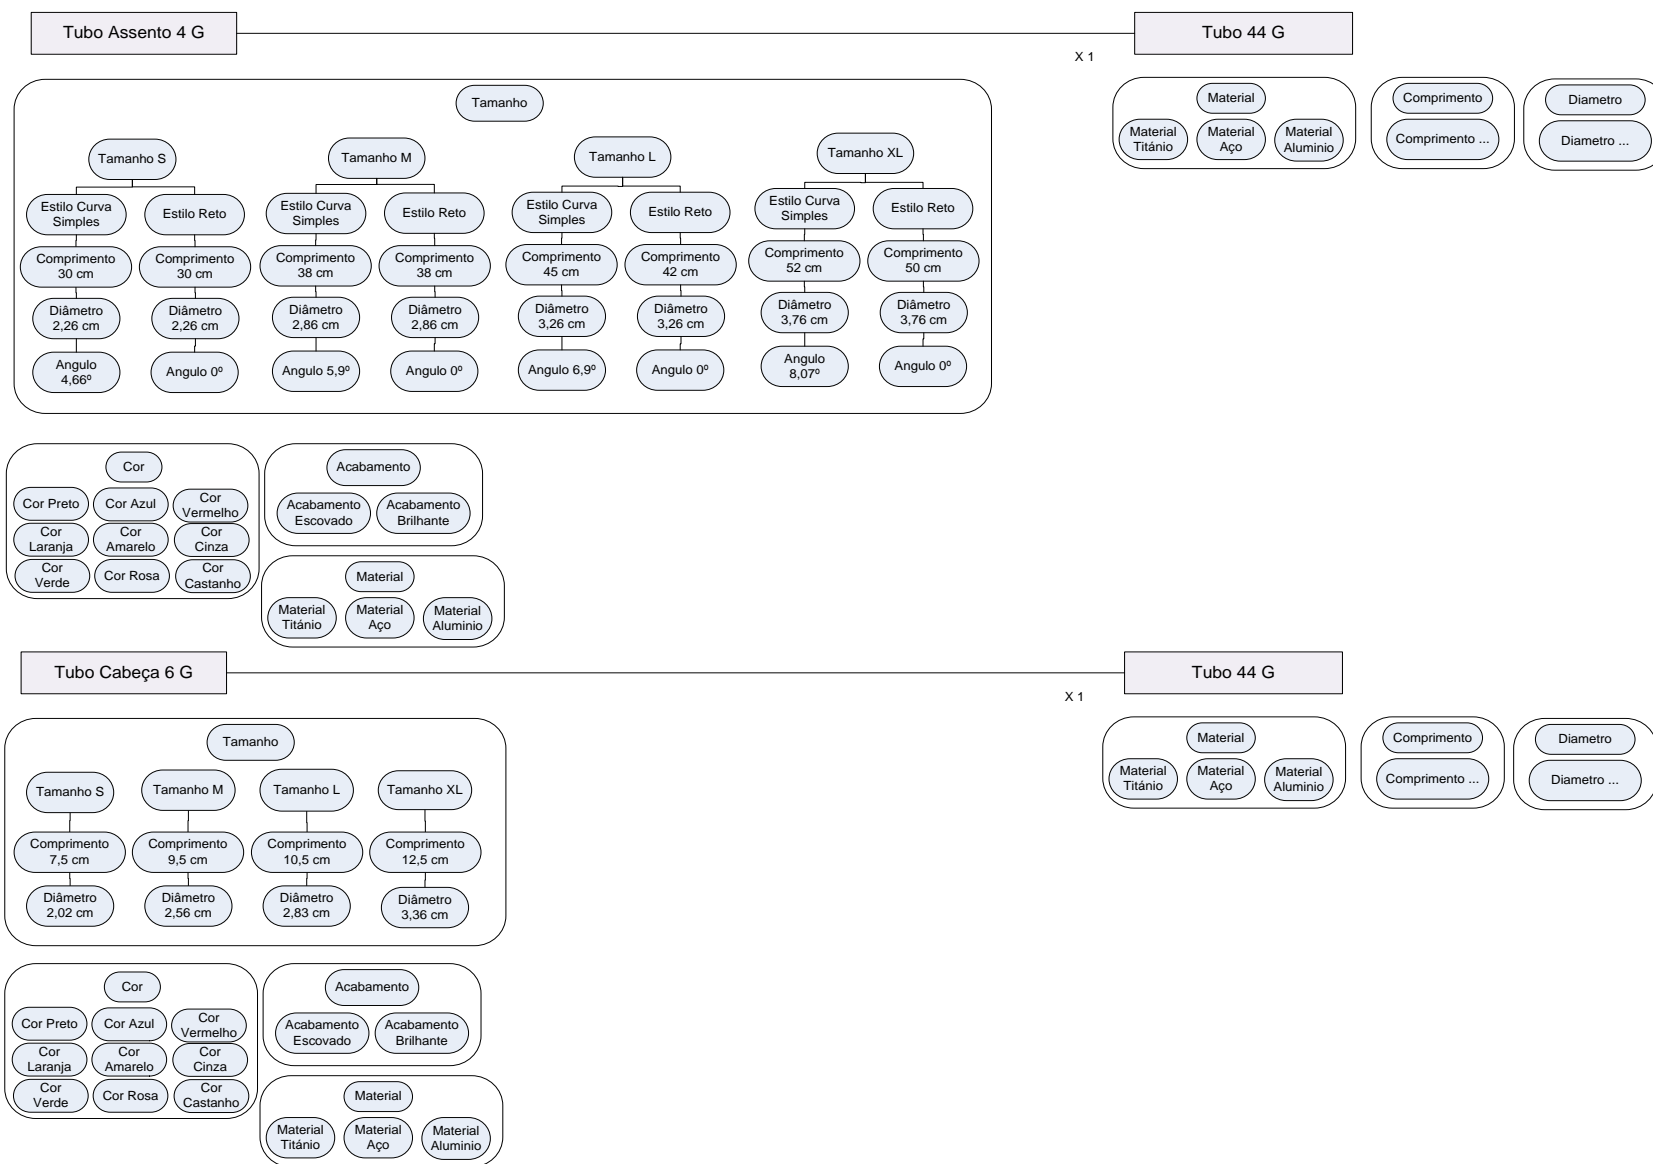 Tubo Assento 4 G
Tubo 44 G
X 1
Tamanho
Tamanho S
Tamanho M
Tamanho L
Tamanho XL
Estilo Curva
Simples
Estilo Reto
Estilo Curva
Simples
Estilo Reto
Estilo Curva
Simples
Estilo Reto
Estilo Curva
Simples
Estilo Reto
Comprimento
30 cm
Comprimento
30 cm
Comprimento
38 cm
Comprimento
38 cm
Comprimento
45 cm
Comprimento
42 cm
Comprimento
52 cm
Comprimento
50 cm
Diâmetro
2,26 cm
Diâmetro
2,26 cm
Diâmetro
2,86 cm
Diâmetro
2,86 cm
Diâmetro
3,26 cm
Diâmetro
3,26 cm
Diâmetro
3,76 cm
Diâmetro
3,76 cm
Angulo
4,66º
Angulo 0º
Angulo 5,9º
Angulo 0º
Angulo 6,9º
Angulo 0º
Angulo
8,07º
Angulo 0º
Material
Material
Titánio
Material
Aço
Material
Aluminio
Comprimento
Comprimento ...
Diametro
Diametro ...
Cor
Cor Preto
Cor Azul
Cor
Vermelho
Cor
Laranja
Cor
Amarelo
Cor
Cinza
Cor
Verde
Cor Rosa
Cor
Castanho
Acabamento
Acabamento
Escovado
Acabamento
Brilhante
Material
Material
Titánio
Material
Aço
Material
Aluminio
Tubo Cabeça 6 G
Tubo 44 G
X 1
Tamanho
Tamanho S
Tamanho M
Tamanho L
Tamanho XL
Comprimento
7,5 cm
Comprimento
9,5 cm
Comprimento
10,5 cm
Comprimento
12,5 cm
Diâmetro
2,02 cm
Diâmetro
2,56 cm
Diâmetro
2,83 cm
Diâmetro
3,36 cm
Material
Material
Titánio
Material
Aço
Material
Aluminio
Comprimento
Comprimento ...
Diametro
Diametro ...
Cor
Cor Preto
Cor Azul
Cor
Vermelho
Cor
Laranja
Cor
Amarelo
Cor
Cinza
Cor
Verde
Cor Rosa
Cor
Castanho
Acabamento
Acabamento
Escovado
Acabamento
Brilhante
Material
Material
Titánio
Material
Aço
Material
Aluminio